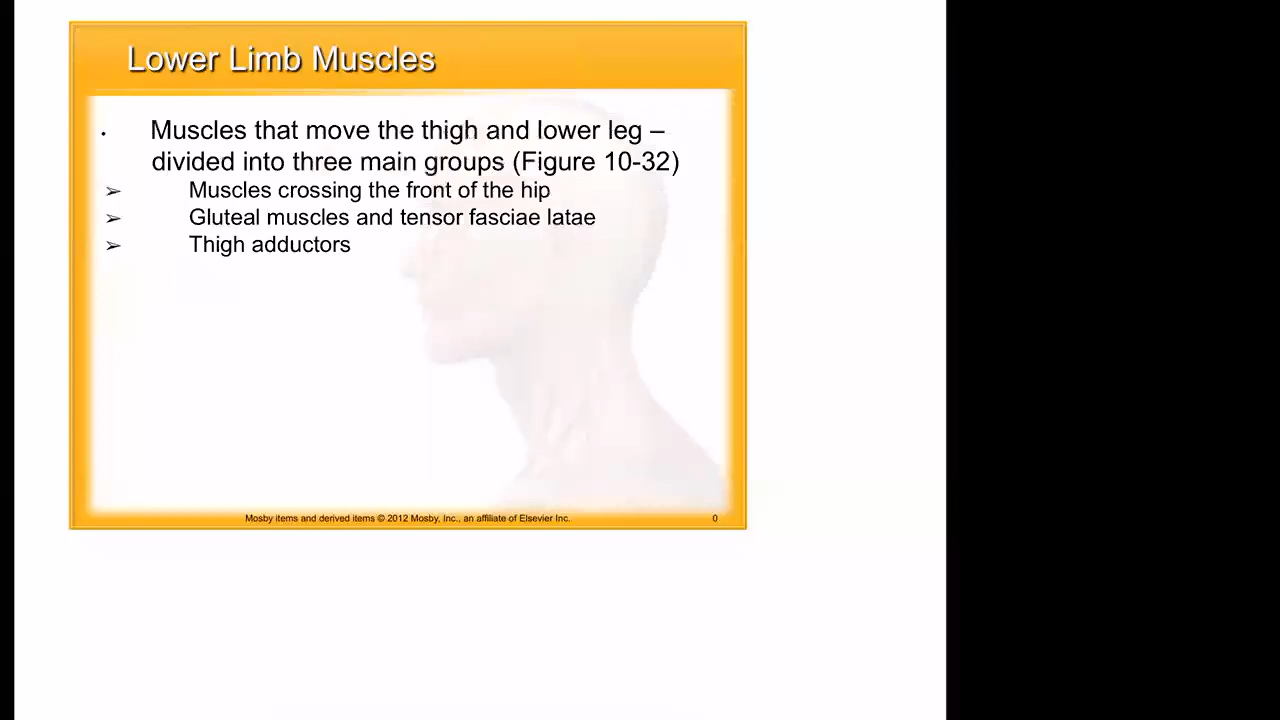 Lower Limb Muscles
• Muscles that move the thigh and lower leg –
divided into three main groups (Figure 10-32)
➢ Muscles crossing the front of the hip
➢ Gluteal muscles and tensor fasciae latae
➢ Thigh adductors
Mosby items and derived items © 2012 Mosby, Inc., an affiliate of Elsevier Inc. 0